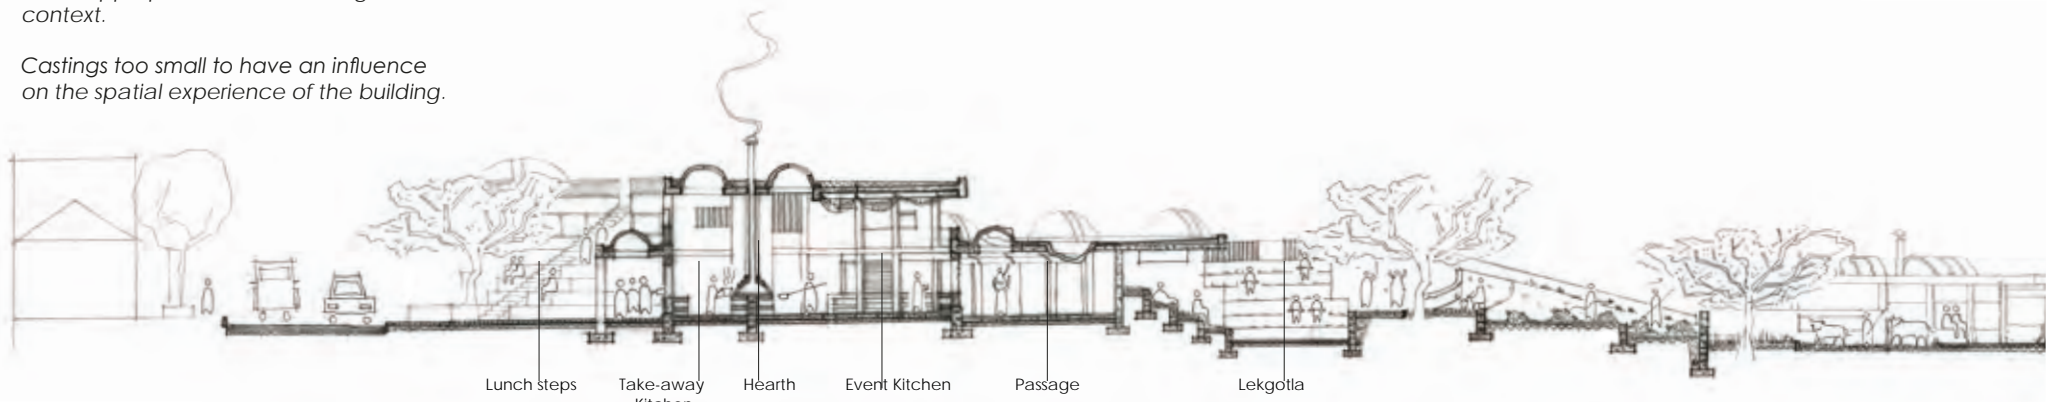 context.
Castings too small to have an influence
on the spatial experience of the building.
Lunch steps
Take-away
Kitchen
Hearth
Event Kitchen
Passage
Lekgotla